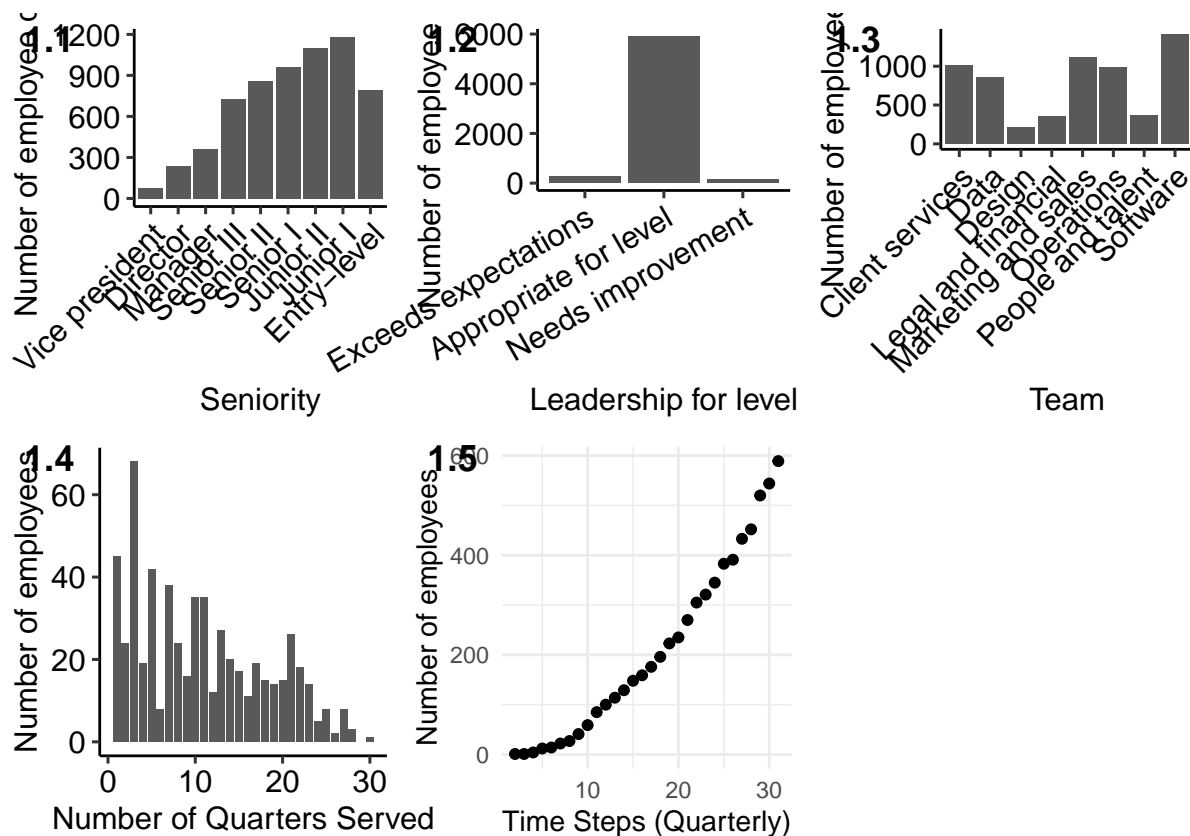 1.1
Number of employee c
1200
900
600
300
0
Vice president
Director
Manager
Senior III
Senior II
Senior I
Junior II
Junior I
Entry−level
Seniority
1.2
Number of employee
6000
4000
2000
0
Exceeds expectations
Appropriate for level
Needs improvement
Leadership for level
1.3
Number of employee
1000
500
0
Client services
Data
Design
Legal and financial
Marketing and sales
Operations
People and talent
Software
Team
1.4
Number of employees
60
40
20
0
0 10 20 30
Number of Quarters Served
1.5
Number of employees
600
400
200
0
10 20 30
Time Steps (Quarterly)